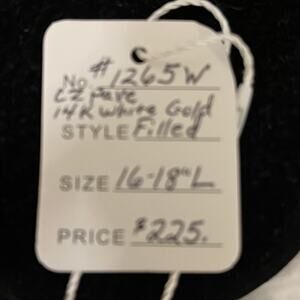 No. #1265W
CZ Pave
14K White Gold
STYLE Filled
SIZE 16-18"L
PRICE $225.